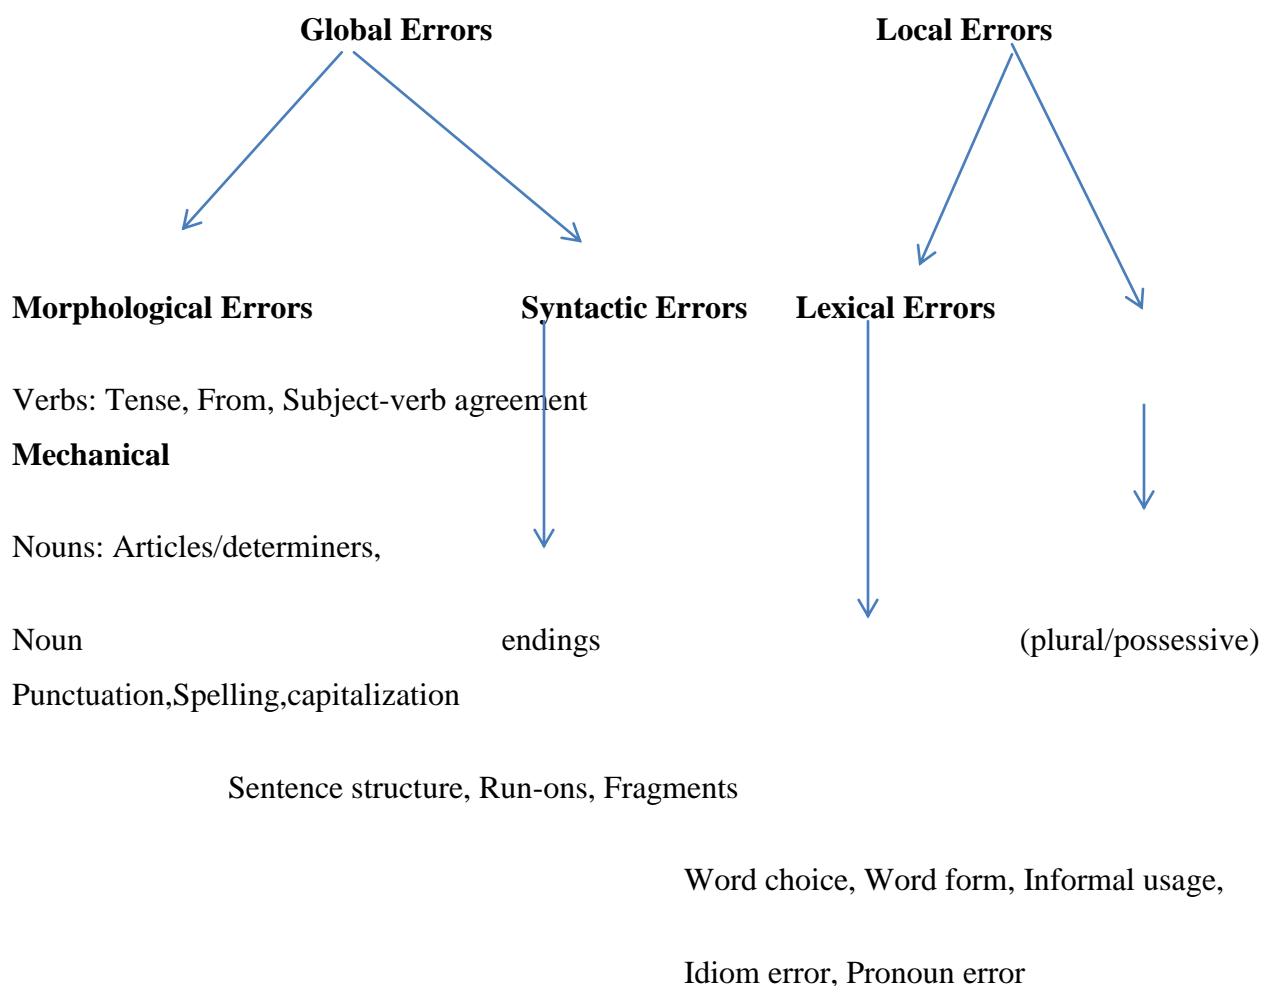 Global Errors Local Errors
Morphological Errors Syntactic Errors Lexical Errors
Verbs: Tense, From, Subject-verb agreement
Mechanical
Nouns: Articles/determiners,
Noun endings (plural/possessive)
Punctuation,Spelling,capitalization
Sentence structure, Run-ons, Fragments
Word choice, Word form, Informal usage,
Idiom error, Pronoun error